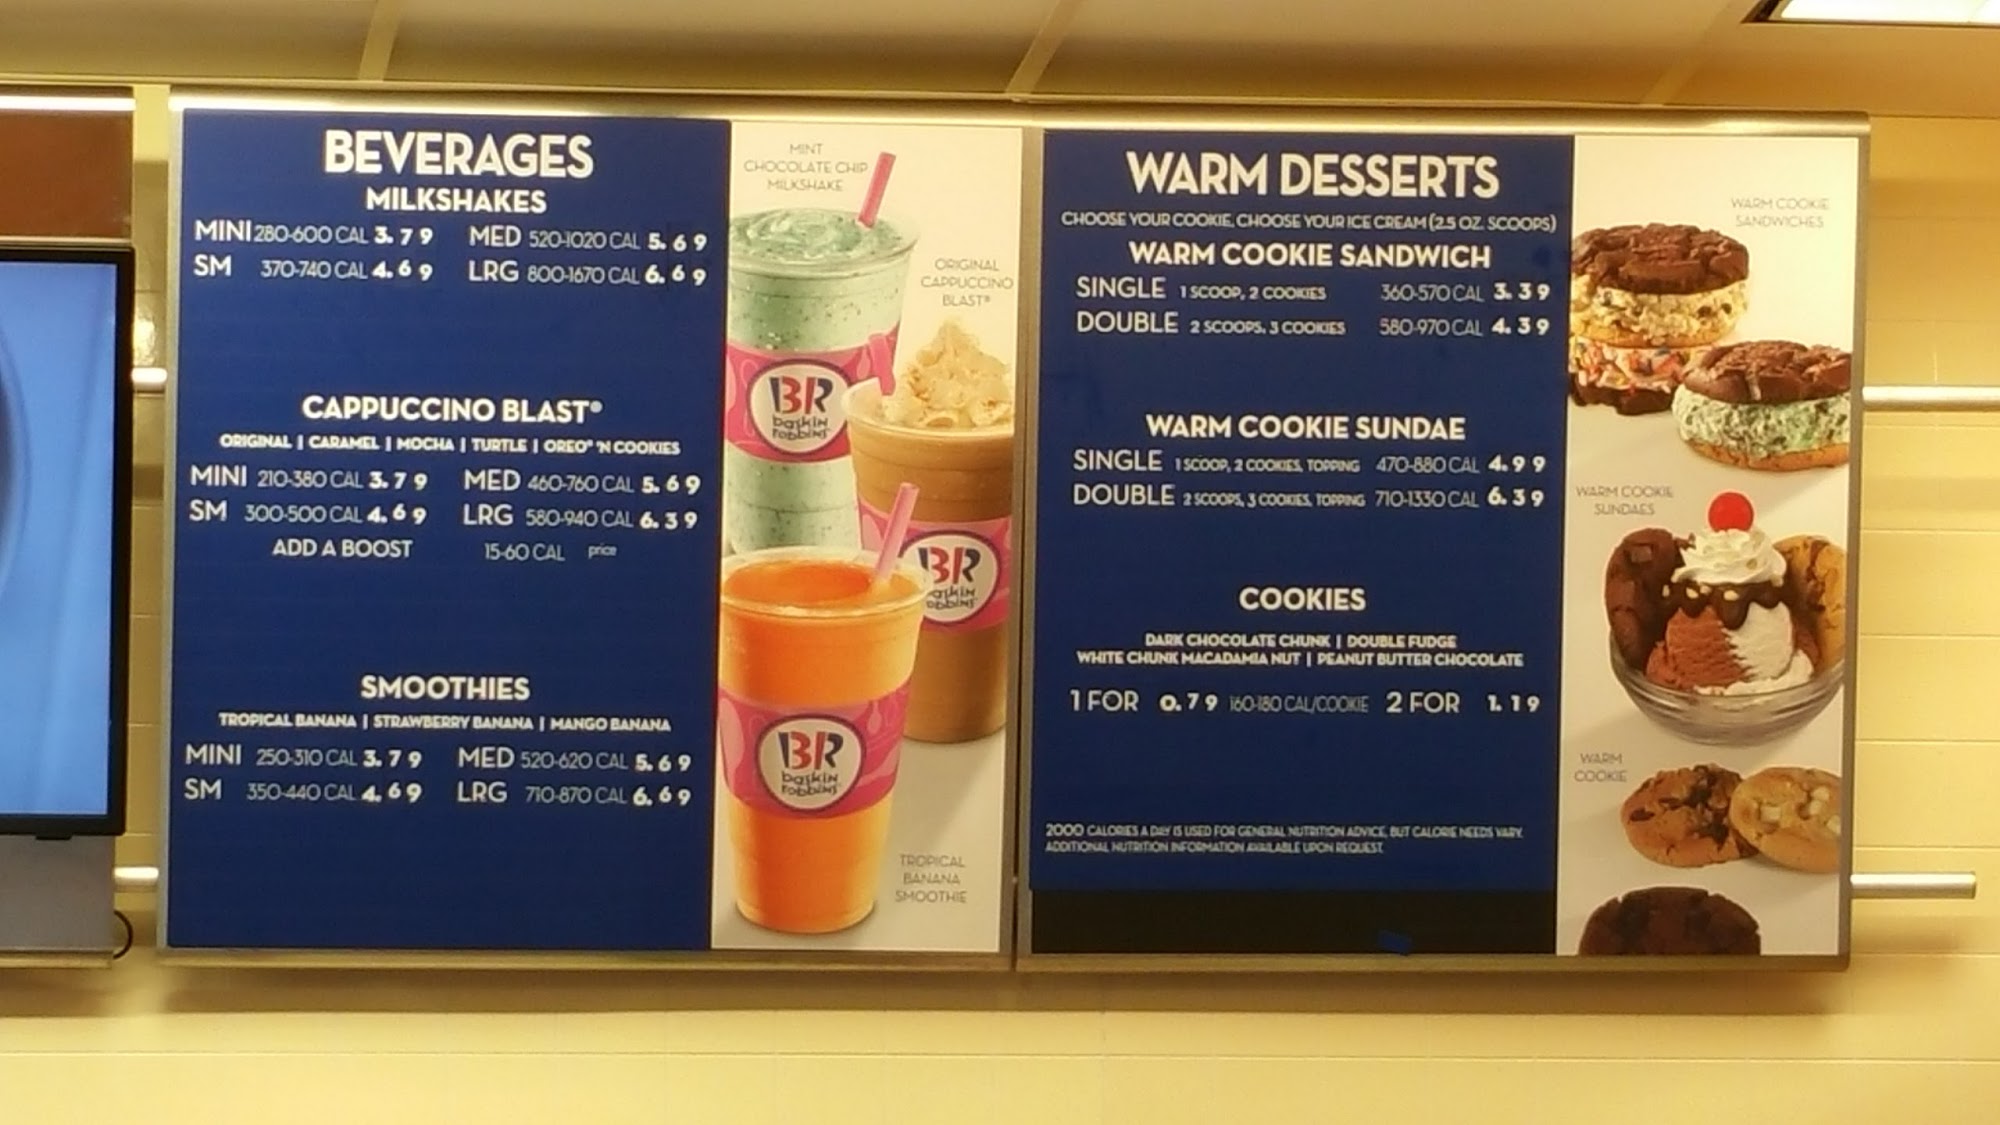 BEVERAGES
MILKSHAKES
MINI 280-600 CAL 3.79 MED 520-1020 CAL 5.69
SM 370-740 CAL 4.69 LRG 800-1670 CAL 6.69
CAPPUCCINO BLAST®
ORIGINAL | CARAMEL | MOCHA | TURTLE | OREO® 'N COOKIES
MINI 210-380 CAL 3.79 MED 460-760 CAL 5.69
SM 300-500 CAL 4.69 LRG 580-940 CAL 6.39
ADD A BOOST 15-60 CAL price
SMOOTHIES
TROPICAL BANANA | STRAWBERRY BANANA | MANGO BANANA
MINI 250-310 CAL 3.79 MED 520-620 CAL 5.69
SM 350-440 CAL 4.69 LRG 710-870 CAL 6.69
MINT
CHOCOLATE CHIP
MILKSHAKE
ORIGINAL
CAPPUCCINO
BLAST®
BR
baskin
robbins
BR
askin
obbins
BR
baskin
robbins
TROPICAL
BANANA
SMOOTHIE
WARM DESSERTS
CHOOSE YOUR COOKIE, CHOOSE YOUR ICE CREAM (2.5 OZ. SCOOPS)
WARM COOKIE SANDWICH
SINGLE 1 SCOOP, 2 COOKIES 360-570 CAL 3.39
DOUBLE 2 SCOOPS, 3 COOKIES 580-970 CAL 4.39
WARM COOKIE SUNDAE
SINGLE 1 SCOOP, 2 COOKIES, TOPPING 470-880 CAL 4.99
DOUBLE 2 SCOOPS, 3 COOKIES, TOPPING 710-1330 CAL 6.39
COOKIES
DARK CHOCOLATE CHUNK | DOUBLE FUDGE
WHITE CHUNK MACADAMIA NUT | PEANUT BUTTER CHOCOLATE
1 FOR 0.79 160-180 CAL/COOKIE 2 FOR 1.19
2000 CALORIES A DAY IS USED FOR GENERAL NUTRITION ADVICE, BUT CALORIE NEEDS VARY.
ADDITIONAL NUTRITION INFORMATION AVAILABLE UPON REQUEST.
WARM COOKIE
SANDWICHES
WARM COOKIE
SUNDAES
WARM
COOKIE